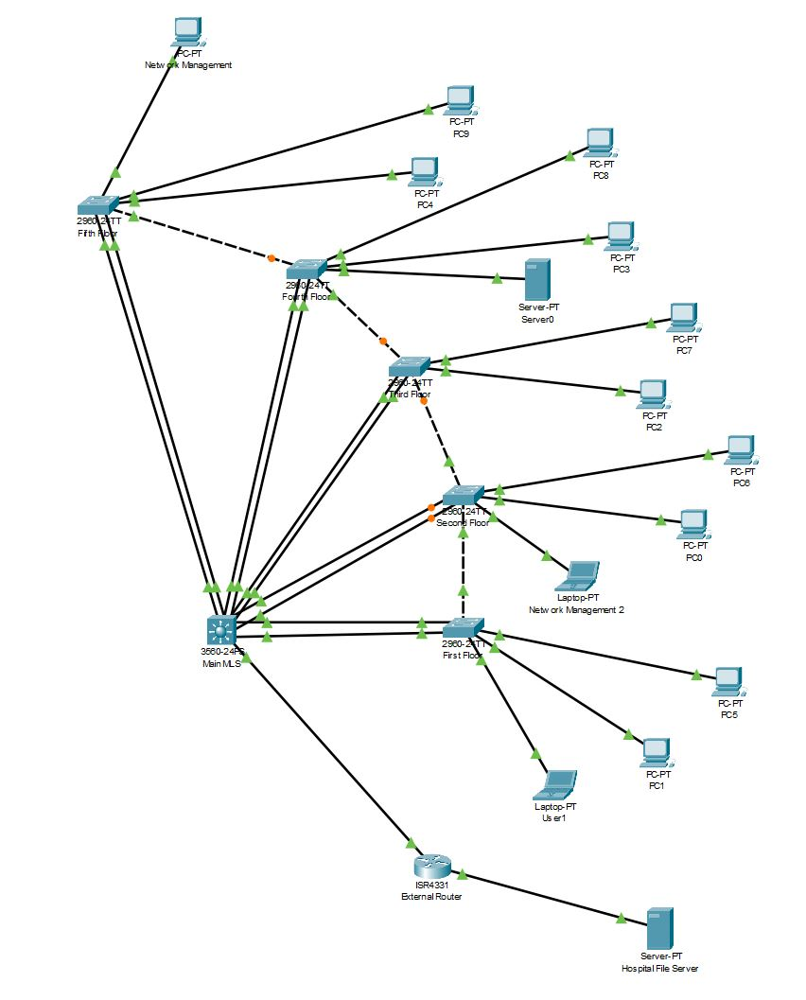 PC-PT
Network Management
PC-PT
PC9
PC-PT
PC8
PC-PT
PC4
2960-24TT
Fifth Floor
PC-PT
PC3
2960-24TT
Fourth Floor
Server-PT
Server0
PC-PT
PC7
2960-24TT
Third Floor
PC-PT
PC2
PC-PT
PC6
2960-24TT
Second Floor
PC-PT
PC0
Laptop-PT
Network Management 2
3560-24PS
Main MLS
2960-24TT
First Floor
PC-PT
PC5
PC-PT
PC1
Laptop-PT
User1
ISR4331
External Router
Server-PT
Hospital File Server